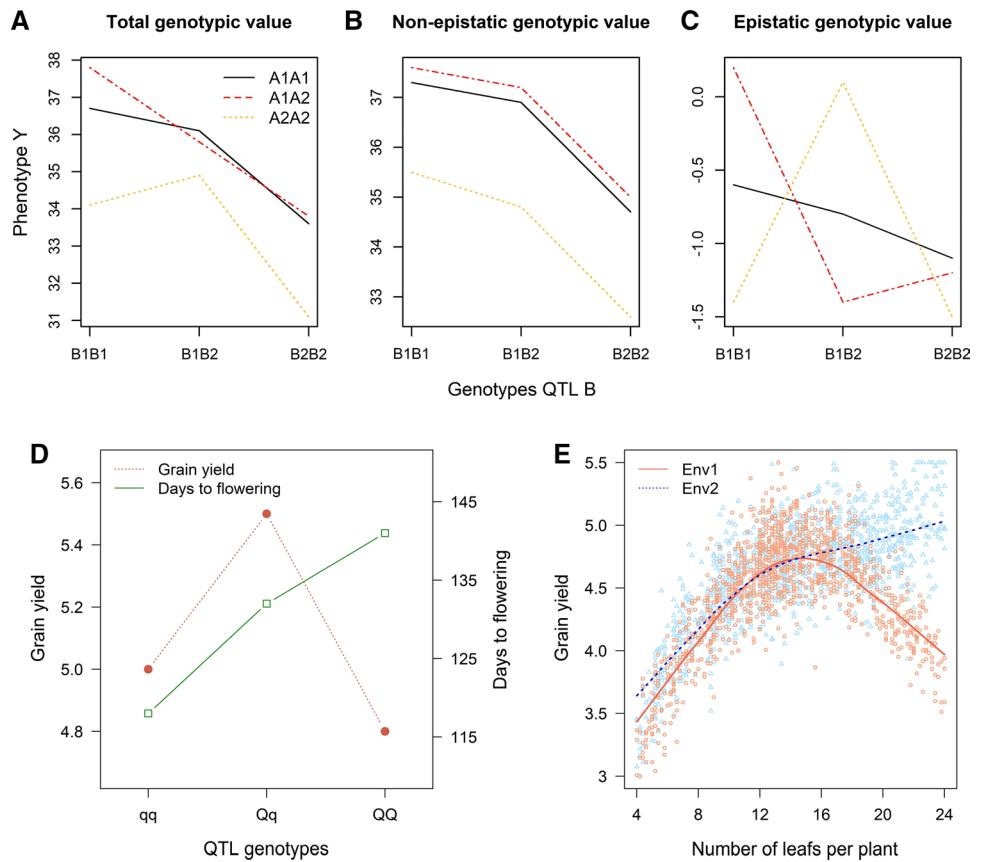 A Total genotypic value
B Non-epistatic genotypic value
C Epistatic genotypic value
Phenotype Y
38
37
36
35
34
33
32
31
A1A1
A1A2
A2A2
B1B1 B1B2 B2B2
37
36
35
34
33
B1B1 B1B2 B2B2
0.0
-0.5
-1.0
-1.5
B1B1 B1B2 B2B2
Genotypes QTL B
D
Grain yield
Days to flowering
Grain yield
5.6
5.4
5.2
5.0
4.8
145
135
125
115
Days to flowering
qq Qq QQ
QTL genotypes
E
Env1
Env2
Grain yield
5.5
5.0
4.5
4.0
3.5
3
4 8 12 16 20 24
Number of leafs per plant